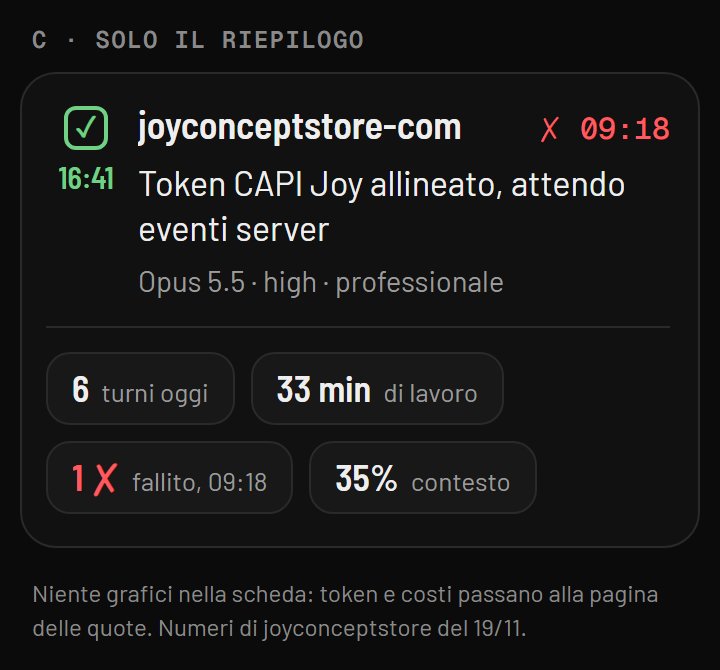 C · SOLO IL RIEPILOGO
✓ joyconceptstore-com ✗ 09:18
16:41 Token CAPI Joy allineato, attendo
eventi server
Opus 5.5 · high · professionale
6 turni oggi 33 min di lavoro
1 ✗ fallito, 09:18 35% contesto
Niente grafici nella scheda: token e costi passano alla pagina
delle quote. Numeri di joyconceptstore del 19/11.